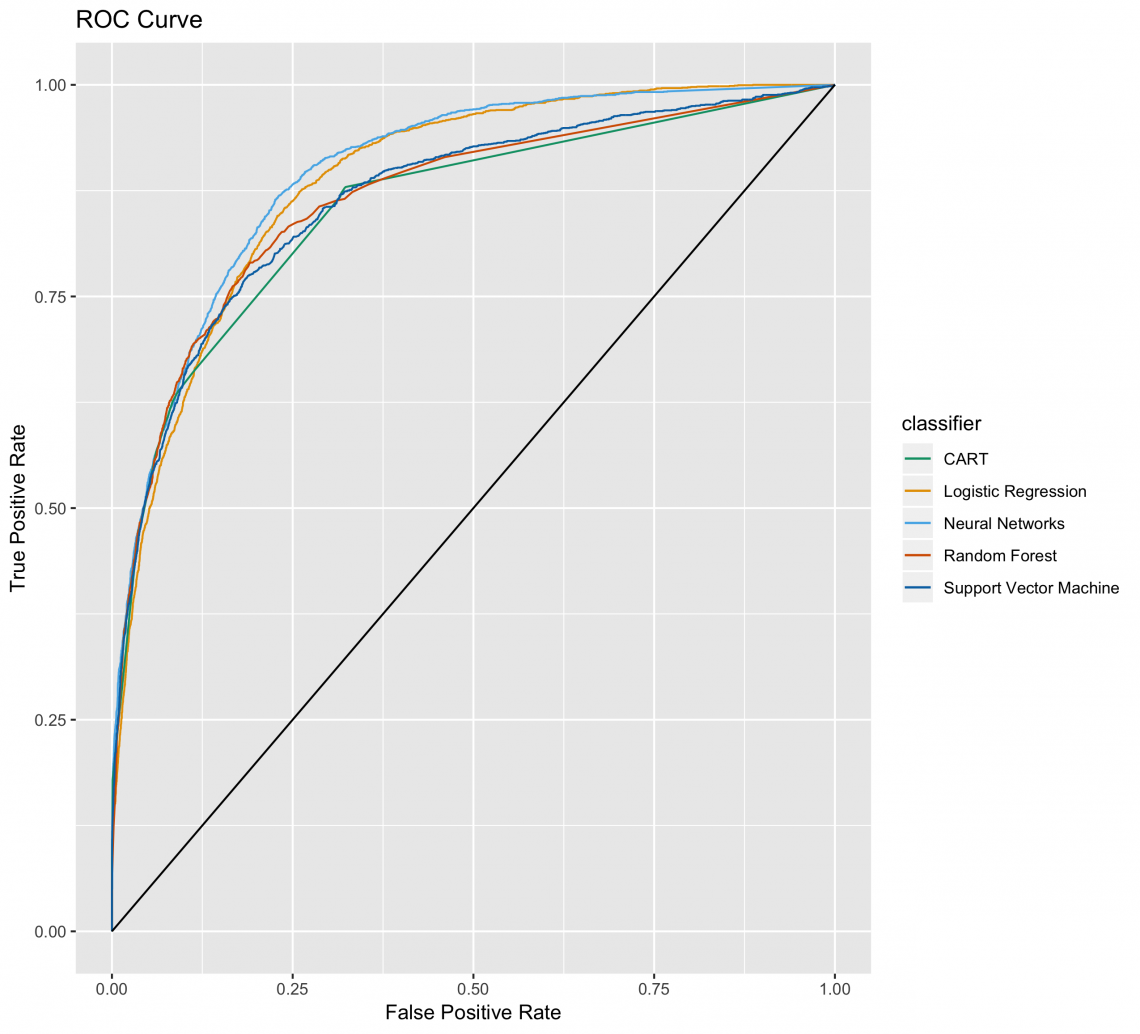 ROC Curve
1.00
0.75
0.50
0.25
0.00
True Positive Rate
0.00 0.25 0.50 0.75 1.00
False Positive Rate
classifier
CART
Logistic Regression
Neural Networks
Random Forest
Support Vector Machine